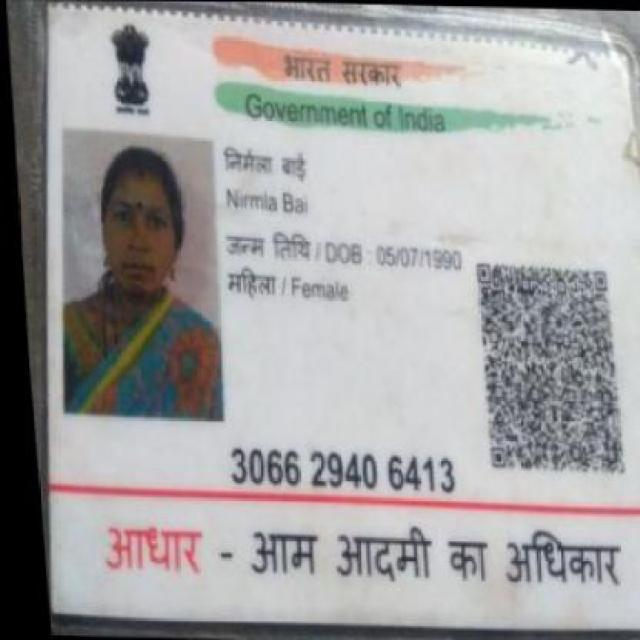 भारत सरकार
Government of India
निर्मला बाई
Nirmla Bai
जन्म तिथि / DOB : 05/07/1990
महिला / Female
3066 2940 6413
आधार - आम आदमी का अधिकार